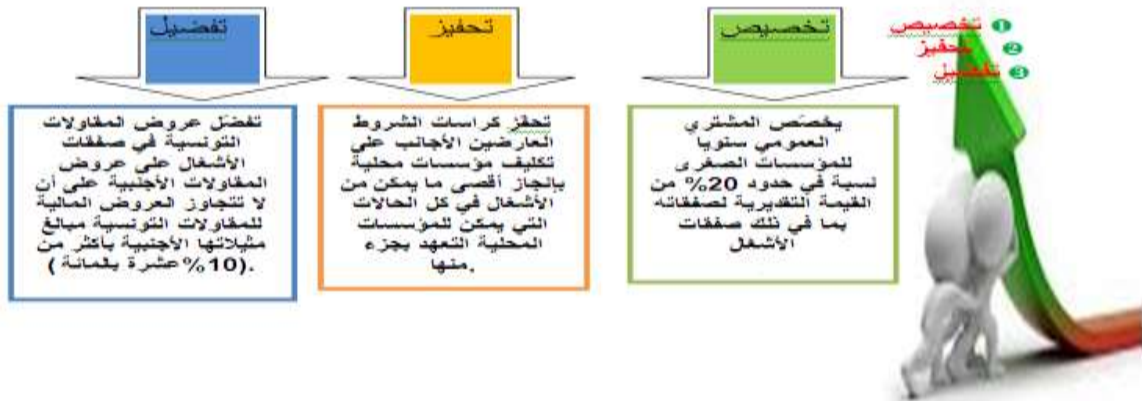 ❶ تخصيص
❷ تحفيز
❸ تفضيل
تخصيص
يخصّص المشتري
العمومي سنويا
للمؤسسات الصغرى
نسبة في حدود 20% من
القيمة التقديرية لصفقاته
بما في ذلك صفقات
الأشغال
تحفيز
تحفّز كراسات الشروط
العارضين الأجانب على
تكليف مؤسسات محلية
بإنجاز أقصى ما يمكن من
الأشغال في كل الحالات
التي يمكن للمؤسسات
المحلية التعهد بجزء
منها.
تفضيل
تفضّل عروض المقاولات
التونسية في صفقات
الأشغال على عروض
المقاولات الأجنبية على أن
لا تتجاوز العروض المالية
للمقاولات التونسية مبالغ
مثيلاتها الأجنبية بأكثر من
(10% عشرة بالمائة).